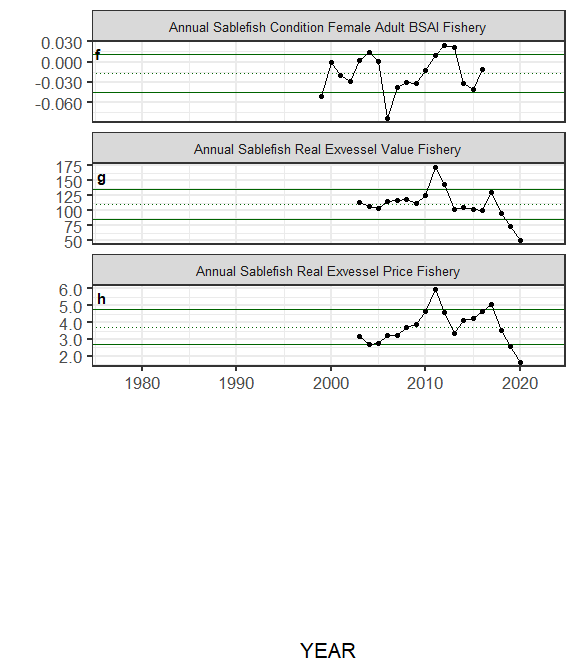 Annual Sablefish Condition Female Adult BSAI Fishery
0.030
f
0.000
-0.030
-0.060
Annual Sablefish Real Exvessel Value Fishery
175
g
150
125
100
75
50
Annual Sablefish Real Exvessel Price Fishery
6.0
h
5.0
4.0
3.0
2.0
1980 1990 2000 2010 2020
YEAR